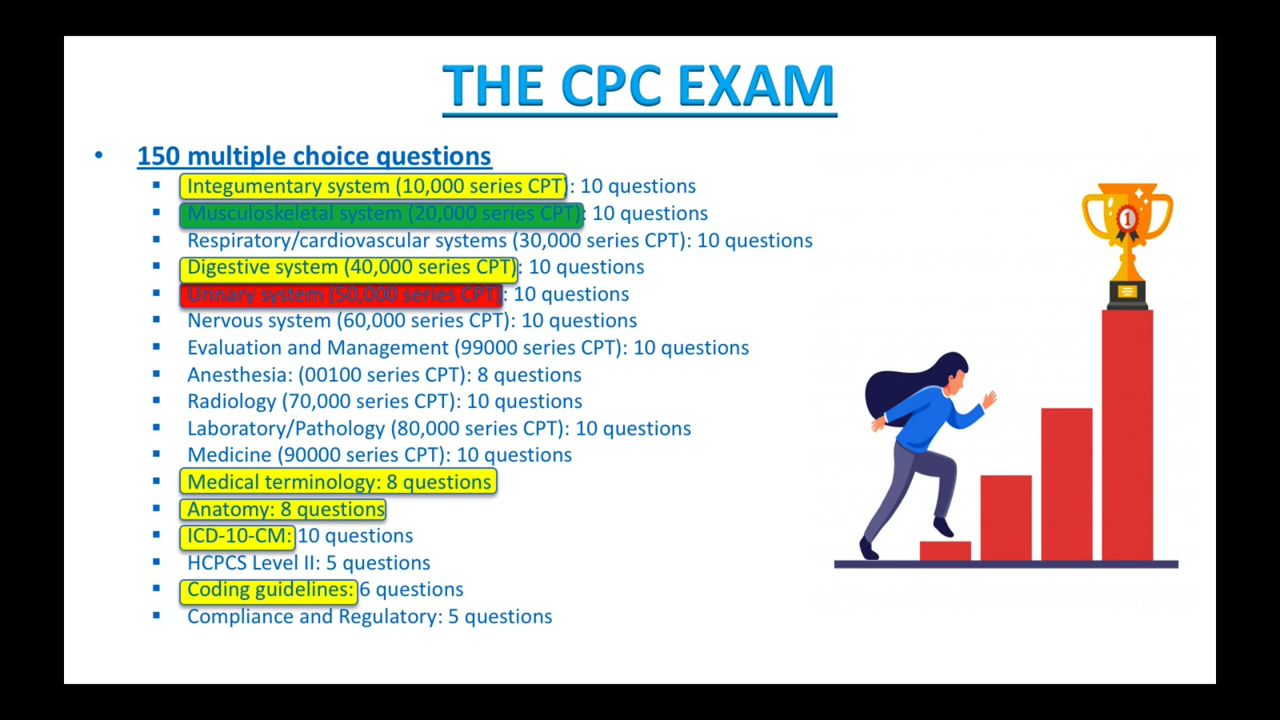 THE CPC EXAM
• 150 multiple choice questions
▪ Integumentary system (10,000 series CPT): 10 questions
▪ Musculoskeletal system (20,000 series CPT): 10 questions
▪ Respiratory/cardiovascular systems (30,000 series CPT): 10 questions
▪ Digestive system (40,000 series CPT): 10 questions
▪ Urinary system (50,000 series CPT): 10 questions
▪ Nervous system (60,000 series CPT): 10 questions
▪ Evaluation and Management (99000 series CPT): 10 questions
▪ Anesthesia: (00100 series CPT): 8 questions
▪ Radiology (70,000 series CPT): 10 questions
▪ Laboratory/Pathology (80,000 series CPT): 10 questions
▪ Medicine (90000 series CPT): 10 questions
▪ Medical terminology: 8 questions
▪ Anatomy: 8 questions
▪ ICD-10-CM: 10 questions
▪ HCPCS Level II: 5 questions
▪ Coding guidelines: 6 questions
▪ Compliance and Regulatory: 5 questions
1